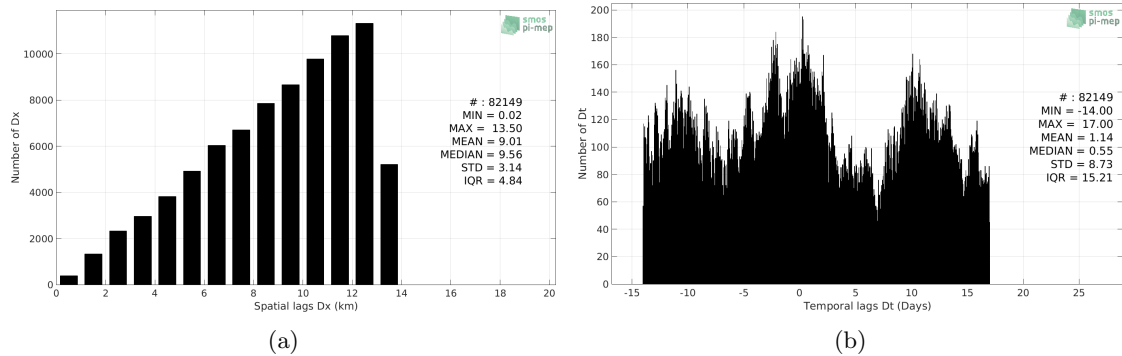 smos
pi-mep
Number of Dx
10000
8000
6000
4000
2000
0
# : 82149
MIN = 0.02
MAX = 13.50
MEAN = 9.01
MEDIAN = 9.56
STD = 3.14
IQR = 4.84
0 2 4 6 8 10 12 14 16 18 20
Spatial lags Dx (km)
(a)
smos
pi-mep
Number of Dt
200
180
160
140
120
100
80
60
40
20
0
# : 82149
MIN = -14.00
MAX = 17.00
MEAN = 1.14
MEDIAN = 0.55
STD = 8.73
IQR = 15.21
-15 -10 -5 0 5 10 15 20 25
Temporal lags Dt (Days)
(b)